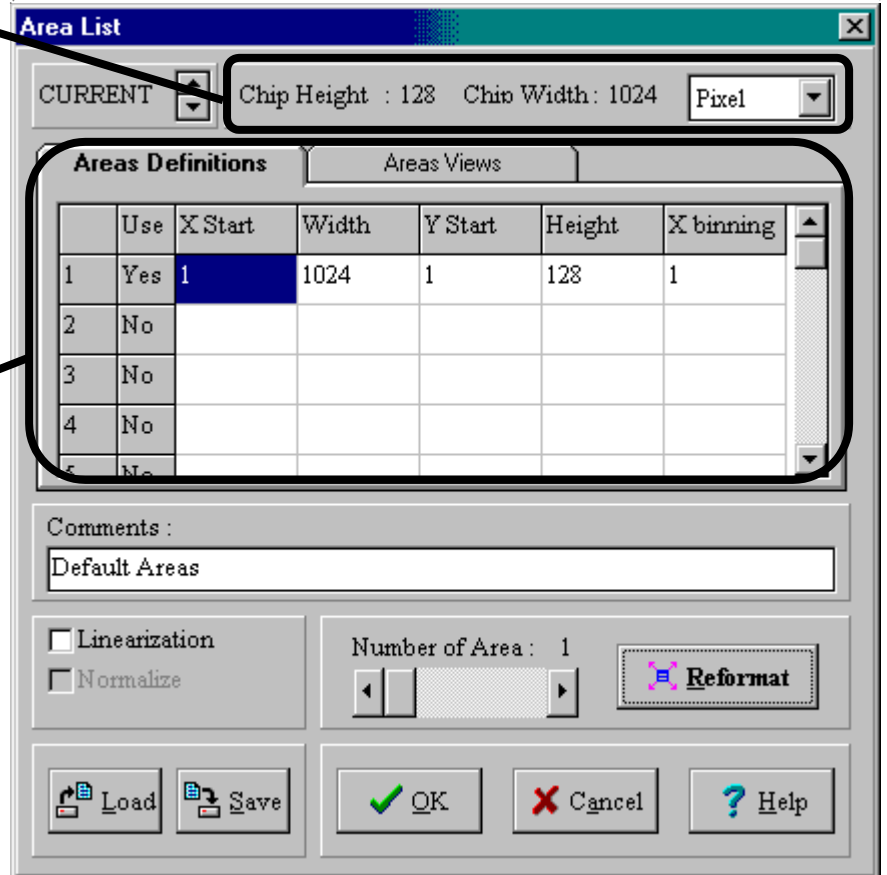 Area List
CURRENT Chip Height : 128 Chip Width : 1024 Pixel
Areas Definitions Areas Views
Use X Start Width Y Start Height X binning
1 Yes 1 1024 1 128 1
2 No
3 No
4 No
5 No
Comments :
Default Areas
Linearization
Number of Area : 1
Normalize
Reformat
Load Save OK Cancel Help